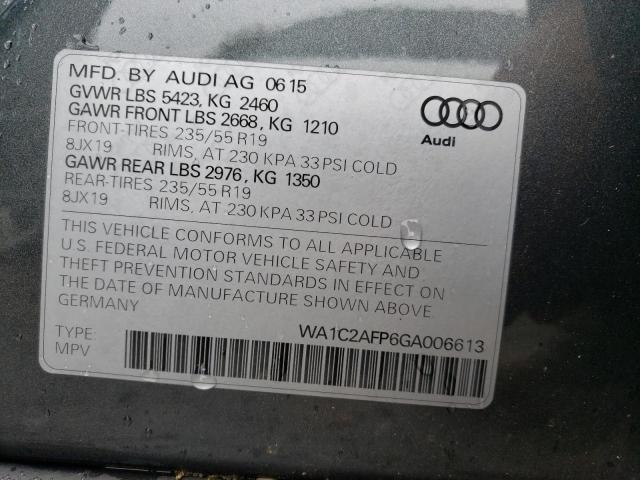 MFD. BY AUDI AG 06 15
GVWR LBS 5423, KG 2460
GAWR FRONT LBS 2668, KG 1210
FRONT-TIRES 235/55 R19
8JX19 RIMS, AT 230 KPA 33 PSI COLD
GAWR REAR LBS 2976, KG 1350
REAR-TIRES 235/55 R19
8JX19 RIMS, AT 230 KPA 33 PSI COLD
Audi
THIS VEHICLE CONFORMS TO ALL APPLICABLE
U.S. FEDERAL MOTOR VEHICLE SAFETY AND
THEFT PREVENTION STANDARDS IN EFFECT ON
THE DATE OF MANUFACTURE SHOWN ABOVE
GERMANY
TYPE: WA1C2AFP6GA006613
MPV